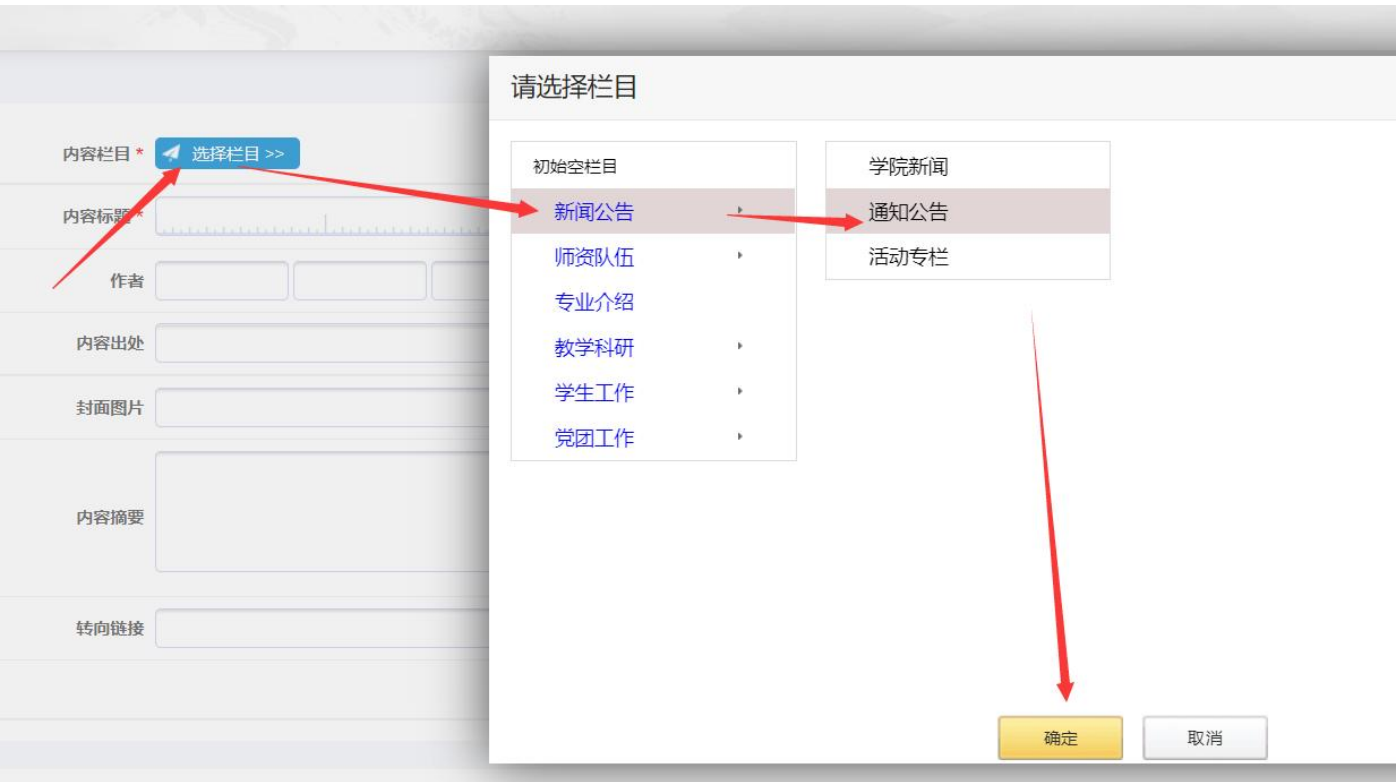 内容栏目 *
选择栏目 >>
内容标题 *
作者
内容出处
封面图片
内容摘要
转向链接
请选择栏目
初始空栏目
新闻公告
师资队伍
专业介绍
教学科研
学生工作
党团工作
学院新闻
通知公告
活动专栏
确定
取消